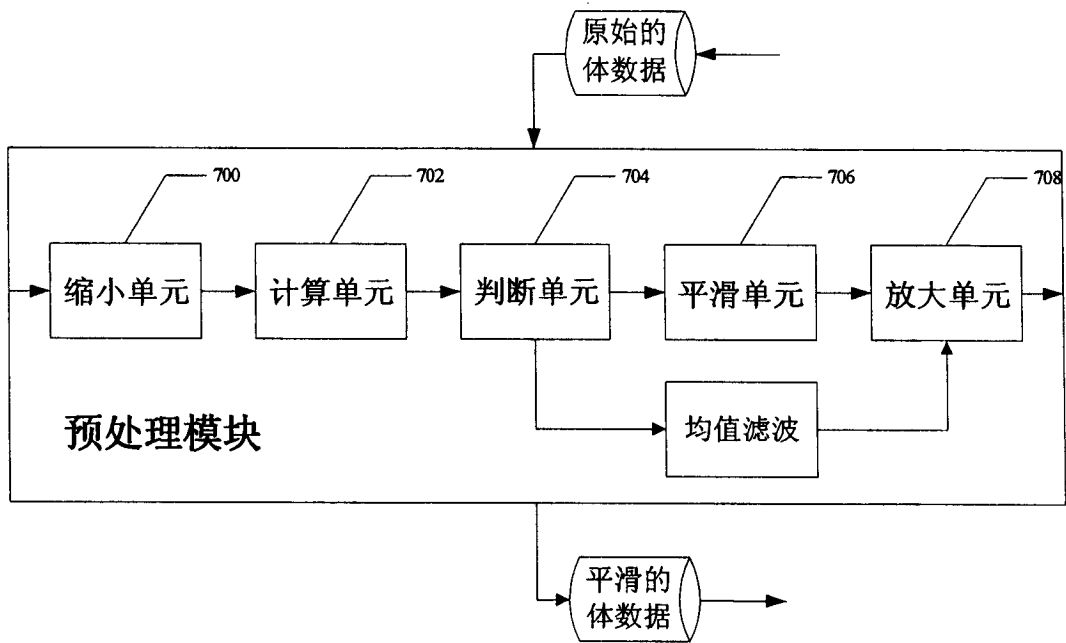 原始的
体数据
700
702
704
706
708
缩小单元
计算单元
判断单元
平滑单元
放大单元
预处理模块
均值滤波
平滑的
体数据